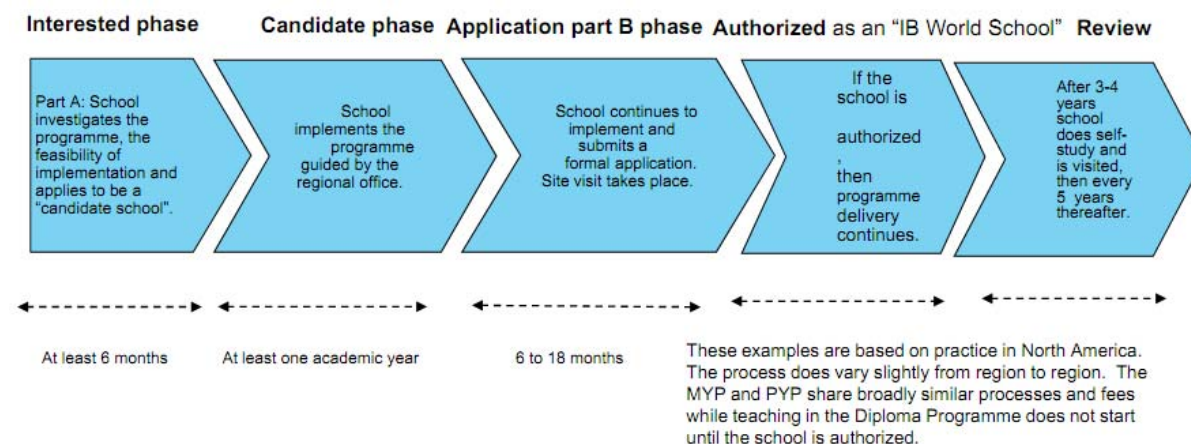 Interested phase
Candidate phase
Application part B phase
Authorized as an "IB World School"
Review
Part A: School
investigates the
programme, the
feasibility of
implementation and
applies to be a
"candidate school".
School
implements the
programme
guided by the
regional office.
School continues to
implement and
submits a
formal application.
Site visit takes place.
If the
school is
authorized
,
then
programme
delivery
continues.
After 3-4
years
school
does self-
study and
is visited,
then every
5 years
thereafter.
At least 6 months
At least one academic year
6 to 18 months
These examples are based on practice in North America.
The process does vary slightly from region to region. The
MYP and PYP share broadly similar processes and fees
while teaching in the Diploma Programme does not start
until the school is authorized.